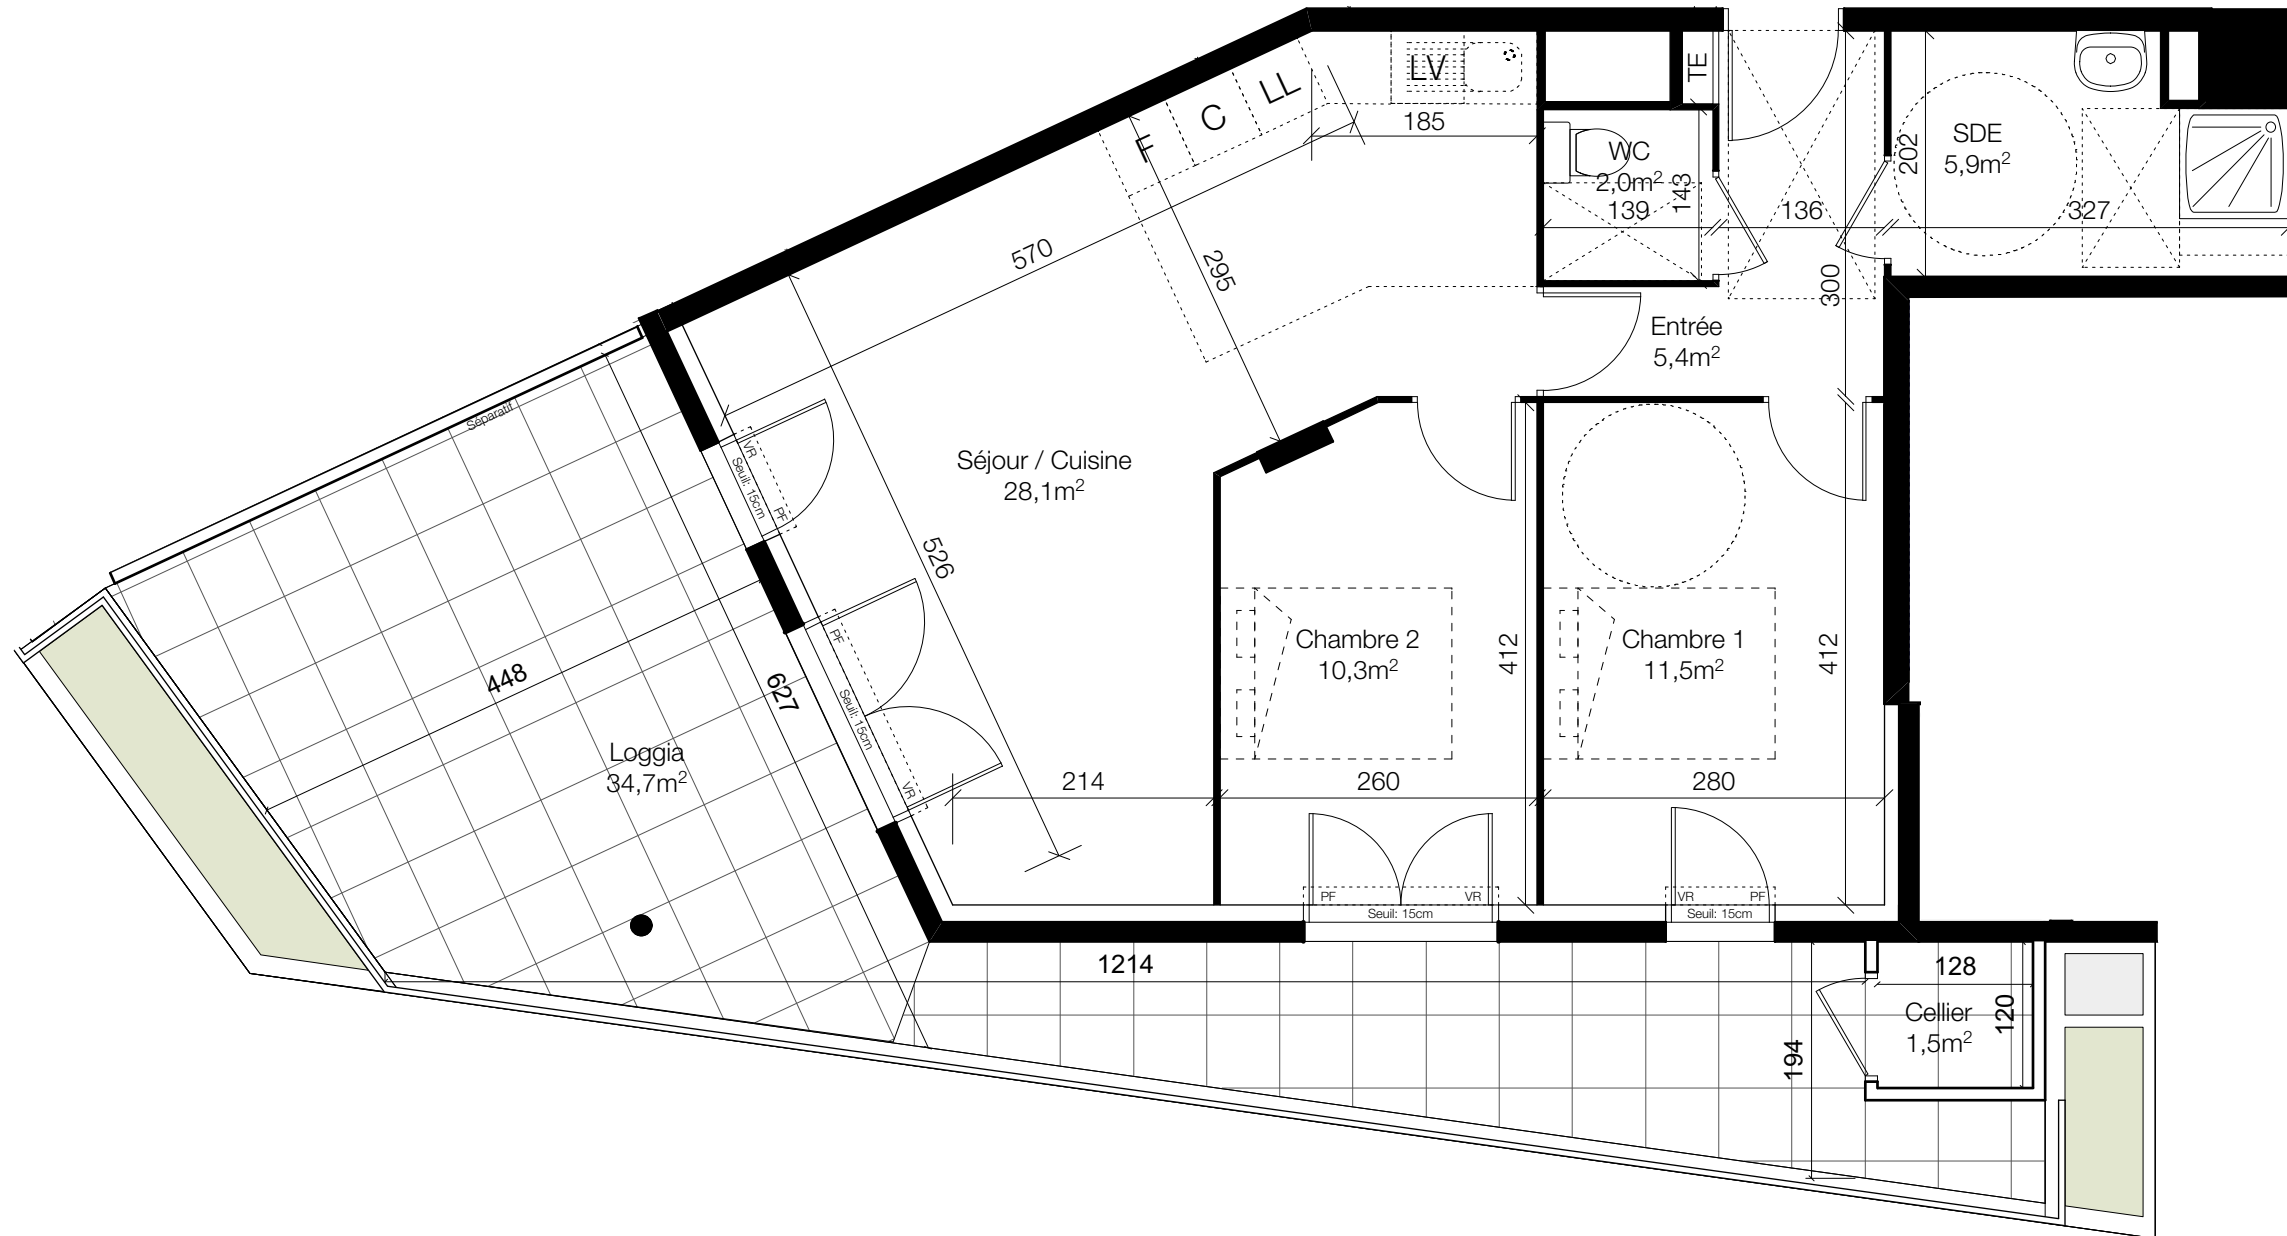 LV
TE
LL
C
F
185
WC
2,0m²
139
143
136
202
SDE
5,9m²
327
300
570
295
Entrée
5,4m²
Séparatif
Séjour / Cuisine
28,1m²
VR
Seuil: 15cm
PF
526
PF
Seuil: 15cm
VR
448
627
Loggia
34,7m²
Chambre 2
10,3m²
412
Chambre 1
11,5m²
412
214
260
280
PF
VR
Seuil: 15cm
VR
PF
Seuil: 15cm
1214
128
Cellier
1,5m²
120
194